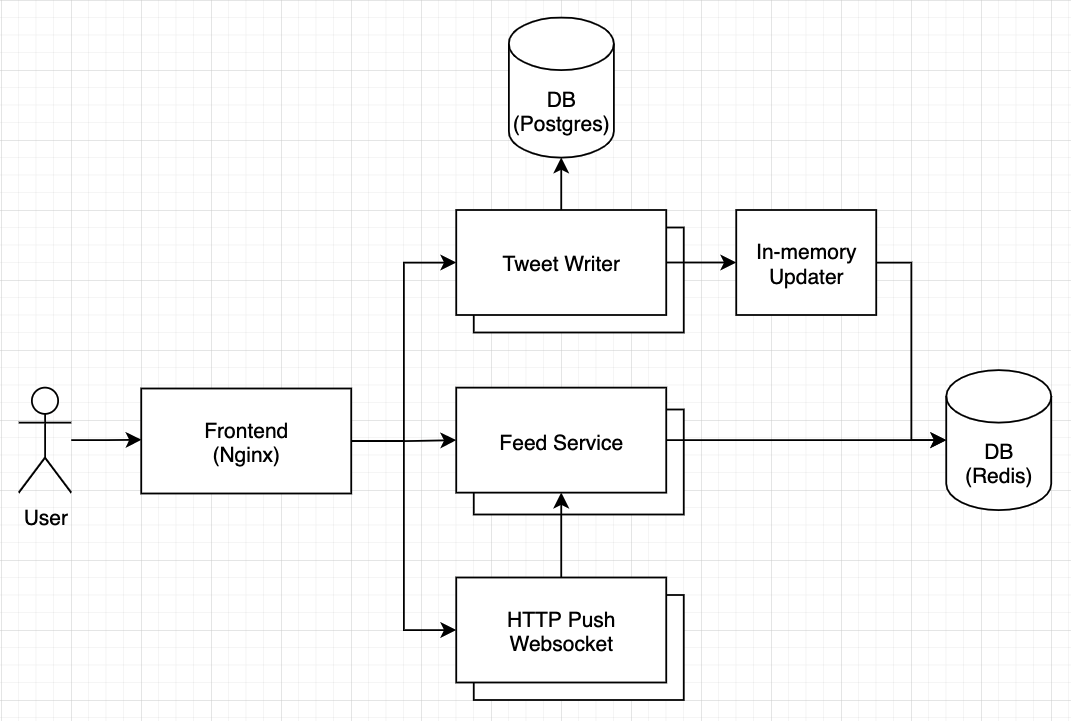 DB
(Postgres)
Tweet Writer
In-memory
Updater
User
Frontend
(Nginx)
Feed Service
DB
(Redis)
HTTP Push
Websocket